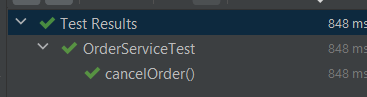 Test Results 848 ms
OrderServiceTest 848 ms
cancelOrder() 848 ms